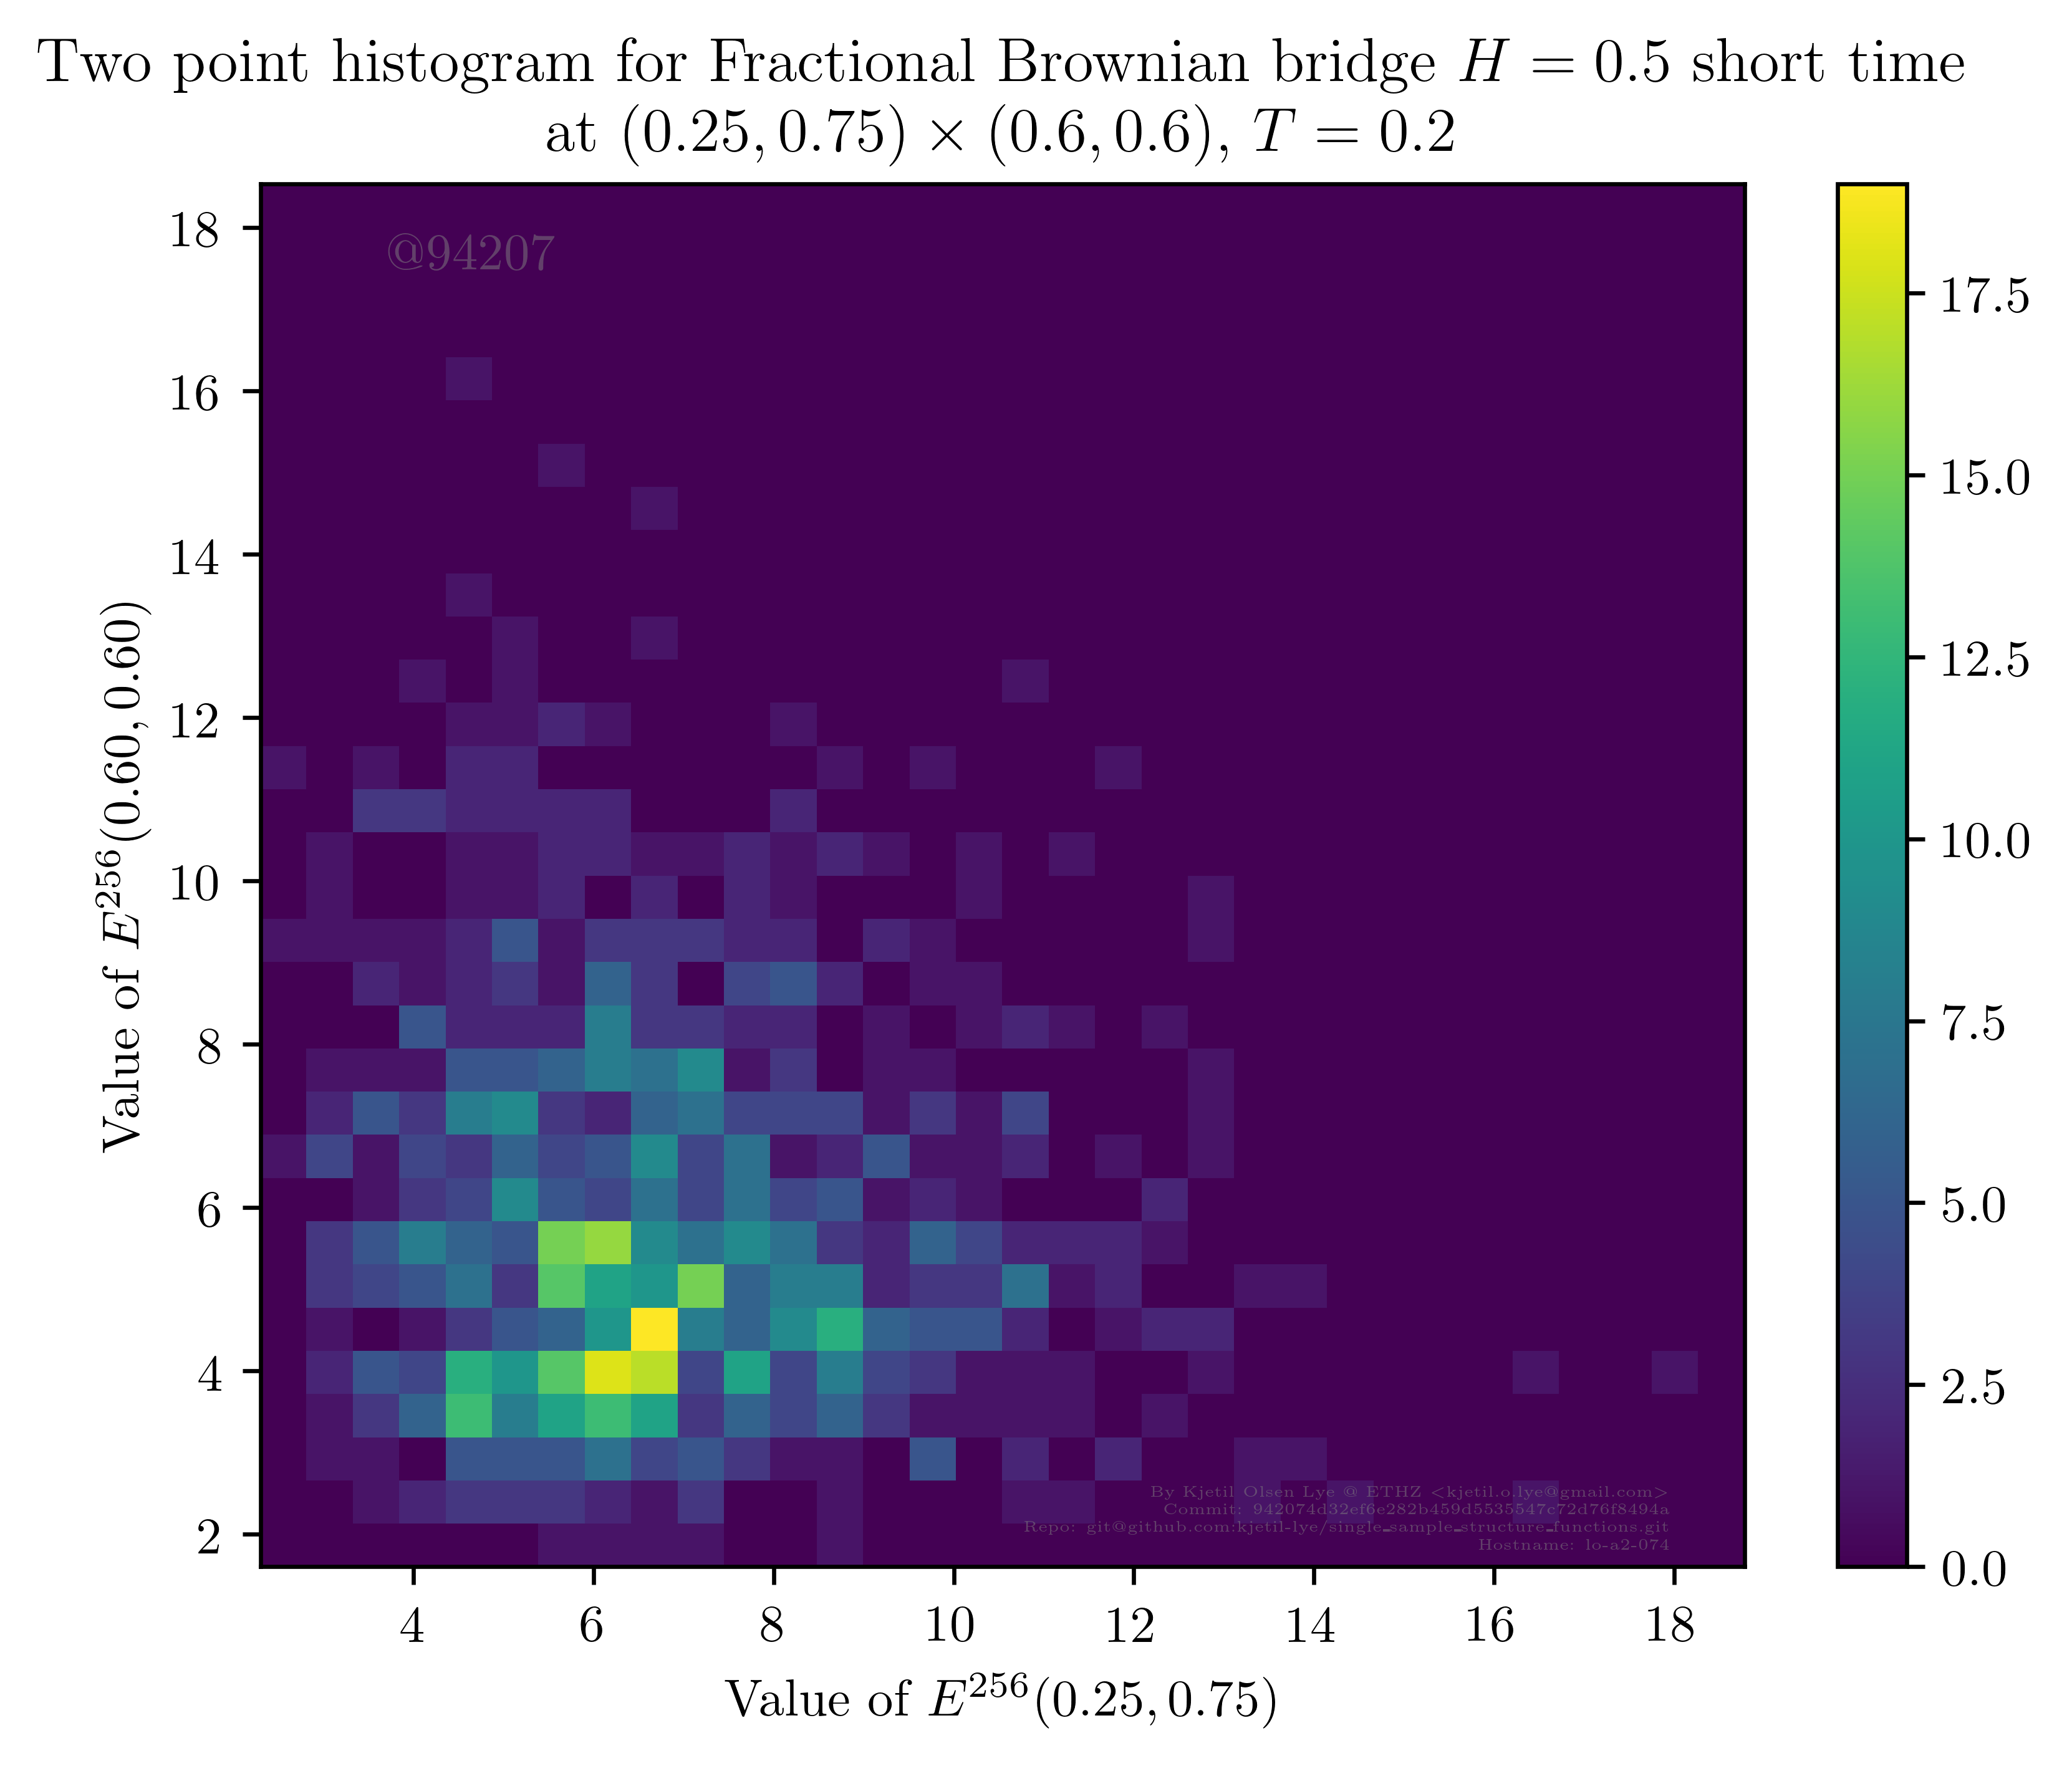 Two point histogram for Fractional Brownian bridge H = 0.5 short time
at (0.25, 0.75) × (0.6, 0.6), T = 0.2
@94207
18
16
14
12
10
8
6
4
2
Value of E^256(0.60, 0.60)
4 6 8 10 12 14 16 18
Value of E^256(0.25, 0.75)
17.5
15.0
12.5
10.0
7.5
5.0
2.5
0.0
By Kjetil Olsen Lye @ ETHZ <kjetil.o.lye@gmail.com>
Commit: 942074d32ef6e282b459d5535547c72d76f8494a
Repo: git@github.com:kjetil-lye/single_sample_structure_functions.git
Hostname: lo-a2-074